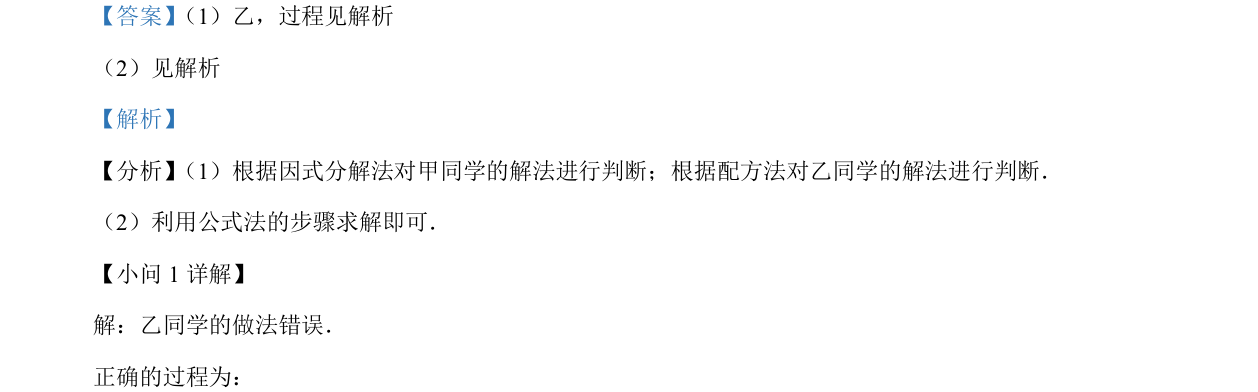 【答案】（1）乙，过程见解析
（2）见解析
【解析】
【分析】（1）根据因式分解法对甲同学的解法进行判断；根据配方法对乙同学的解法进行判断．
（2）利用公式法的步骤求解即可．
【小问 1 详解】
解：乙同学的做法错误．
正确的过程为：